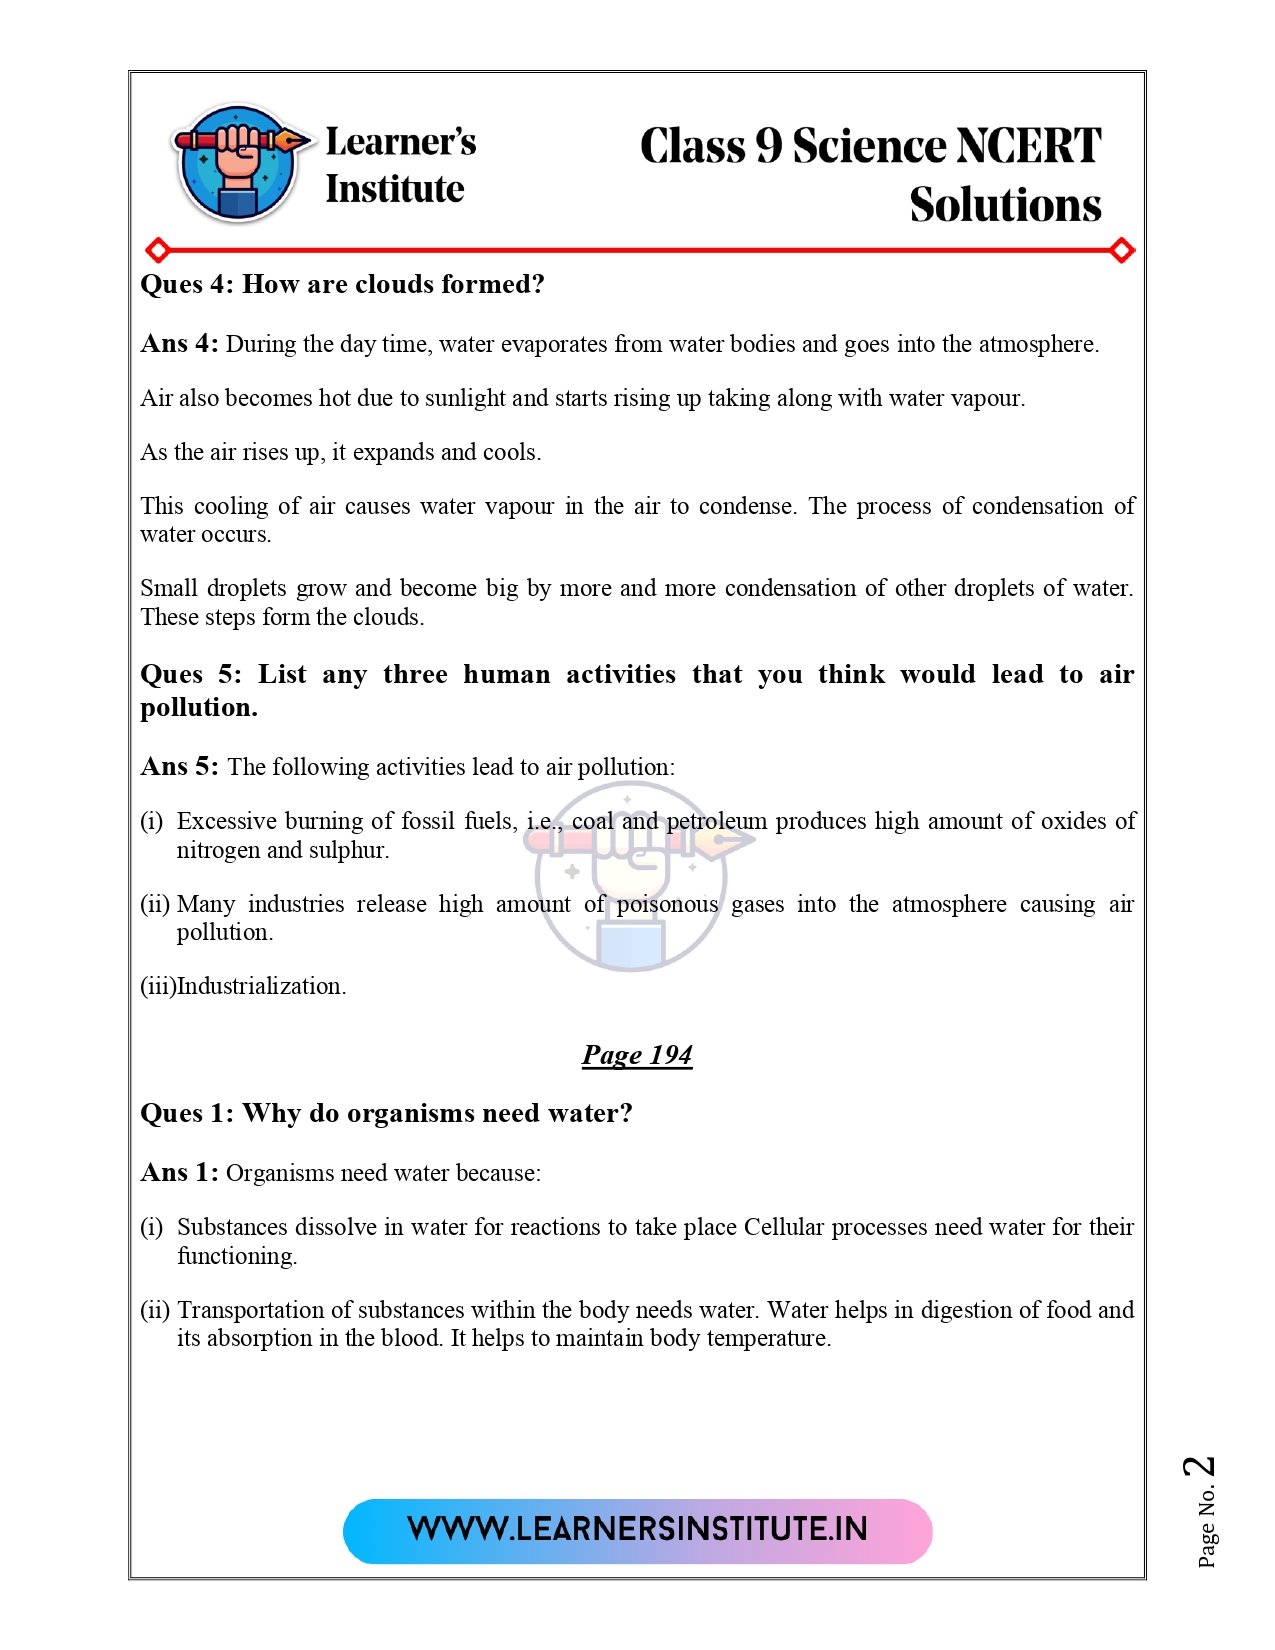 Learner's
Institute
Class 9 Science NCERT
Solutions
Ques 4: How are clouds formed?
Ans 4: During the day time, water evaporates from water bodies and goes into the atmosphere.
Air also becomes hot due to sunlight and starts rising up taking along with water vapour.
As the air rises up, it expands and cools.
This cooling of air causes water vapour in the air to condense. The process of condensation of
water occurs.
Small droplets grow and become big by more and more condensation of other droplets of water.
These steps form the clouds.
Ques 5: List any three human activities that you think would lead to air
pollution.
Ans 5: The following activities lead to air pollution:
(i) Excessive burning of fossil fuels, i.e., coal and petroleum produces high amount of oxides of
nitrogen and sulphur.
(ii) Many industries release high amount of poisonous gases into the atmosphere causing air
pollution.
(iii)Industrialization.
Page 194
Ques 1: Why do organisms need water?
Ans 1: Organisms need water because:
(i) Substances dissolve in water for reactions to take place Cellular processes need water for their
functioning.
(ii) Transportation of substances within the body needs water. Water helps in digestion of food and
its absorption in the blood. It helps to maintain body temperature.
WWW.LEARNERSINSTITUTE.IN
Page No. 2